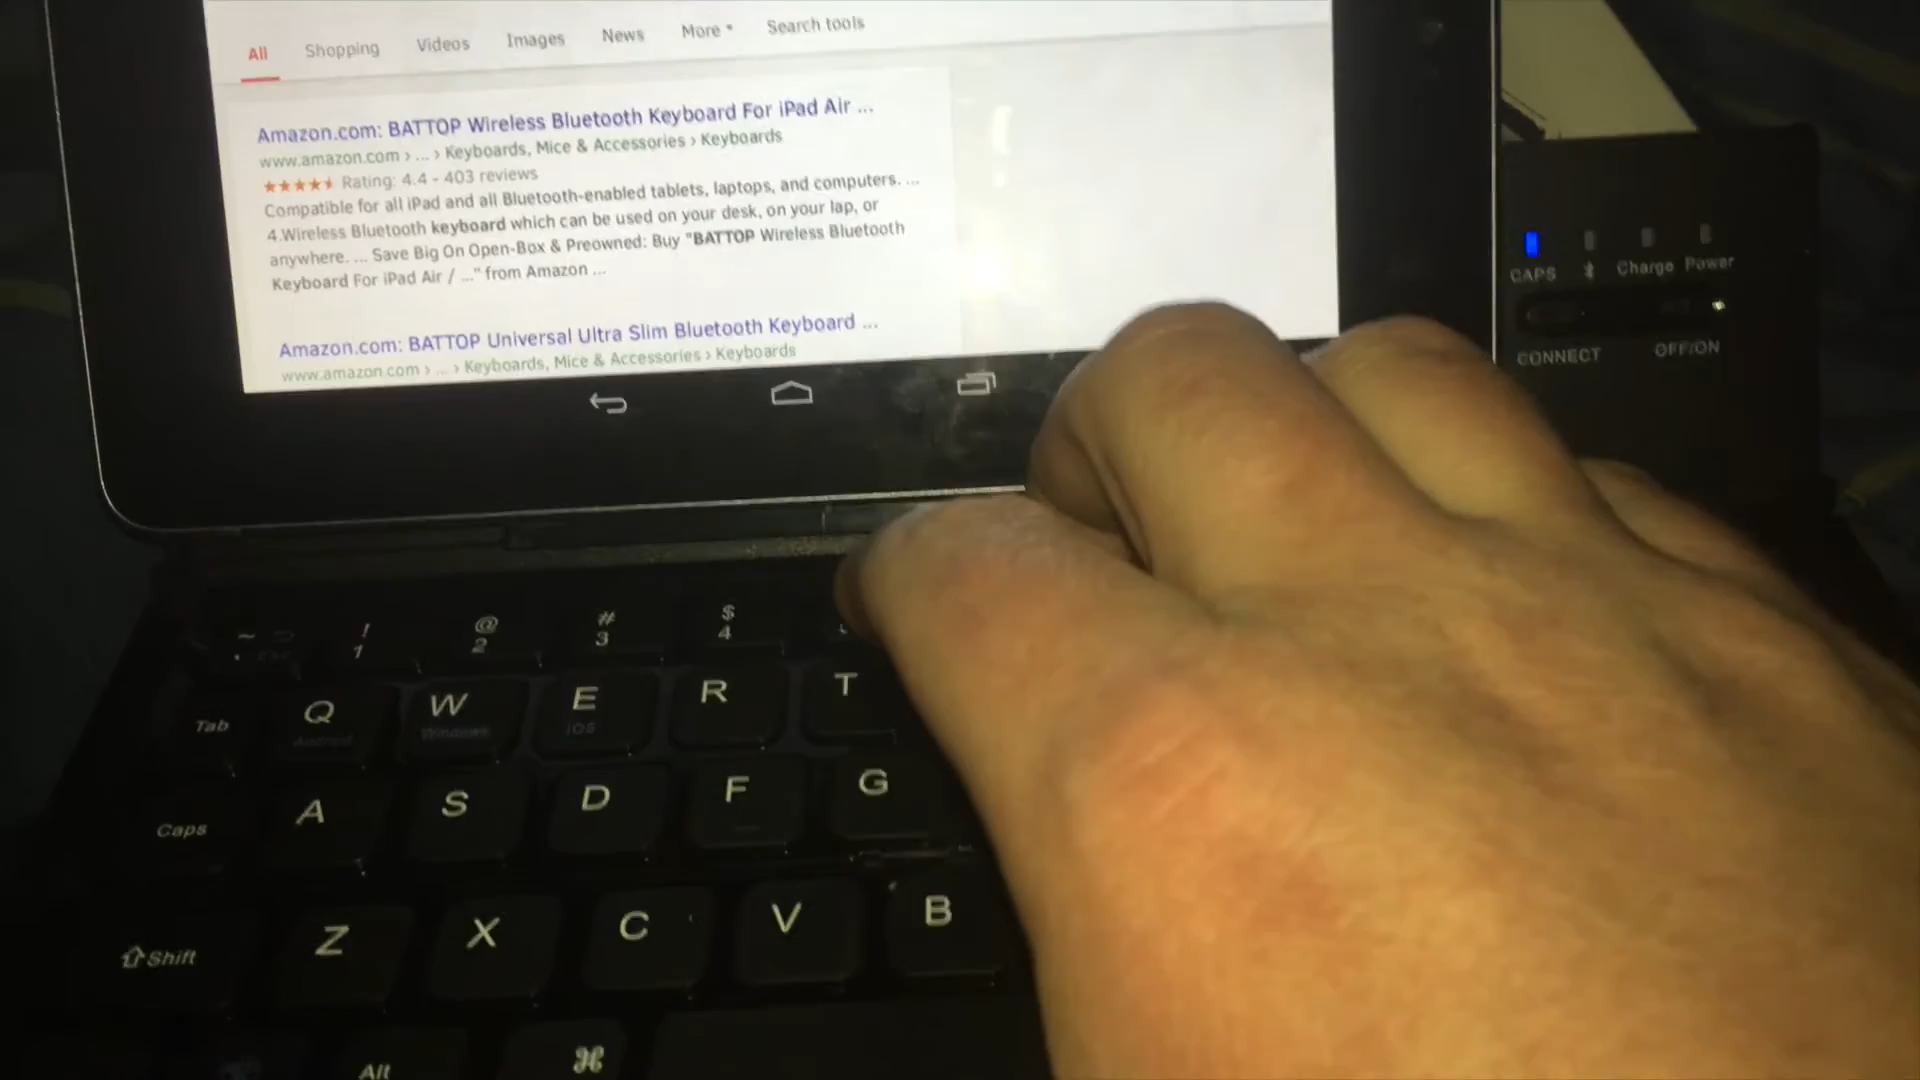 All Shopping Videos Images News More Search tools
Amazon.com: BATTOP Wireless Bluetooth Keyboard For iPad Air ...
www.amazon.com › ... › Keyboards, Mice & Accessories › Keyboards
Rating: 4.4 - 403 reviews
Compatible for all iPad and all Bluetooth-enabled tablets, laptops, and computers. ...
4.Wireless Bluetooth keyboard which can be used on your desk, on your lap, or
anywhere. ... Save Big On Open-Box & Preowned: Buy "BATTOP Wireless Bluetooth
Keyboard For iPad Air / ..." from Amazon ...
Amazon.com: BATTOP Universal Ultra Slim Bluetooth Keyboard ...
www.amazon.com › ... › Keyboards, Mice & Accessories › Keyboards
CAPS Charge Power
CONNECT OFF/ON
~ ! @ # $
1 2 3 4
Tab Q W E R T
Android Windows iOS
Caps A S D F G
Shift Z X C V B
Alt ⌘